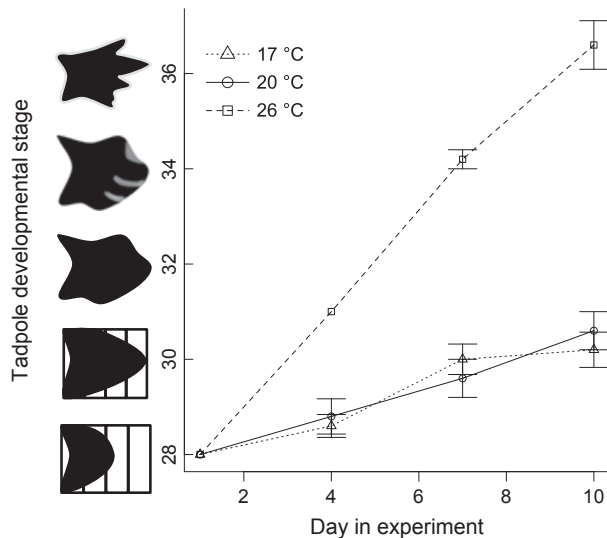 Tadpole developmental stage
36
34
32
30
28
17 °C
20 °C
26 °C
2 4 6 8 10
Day in experiment